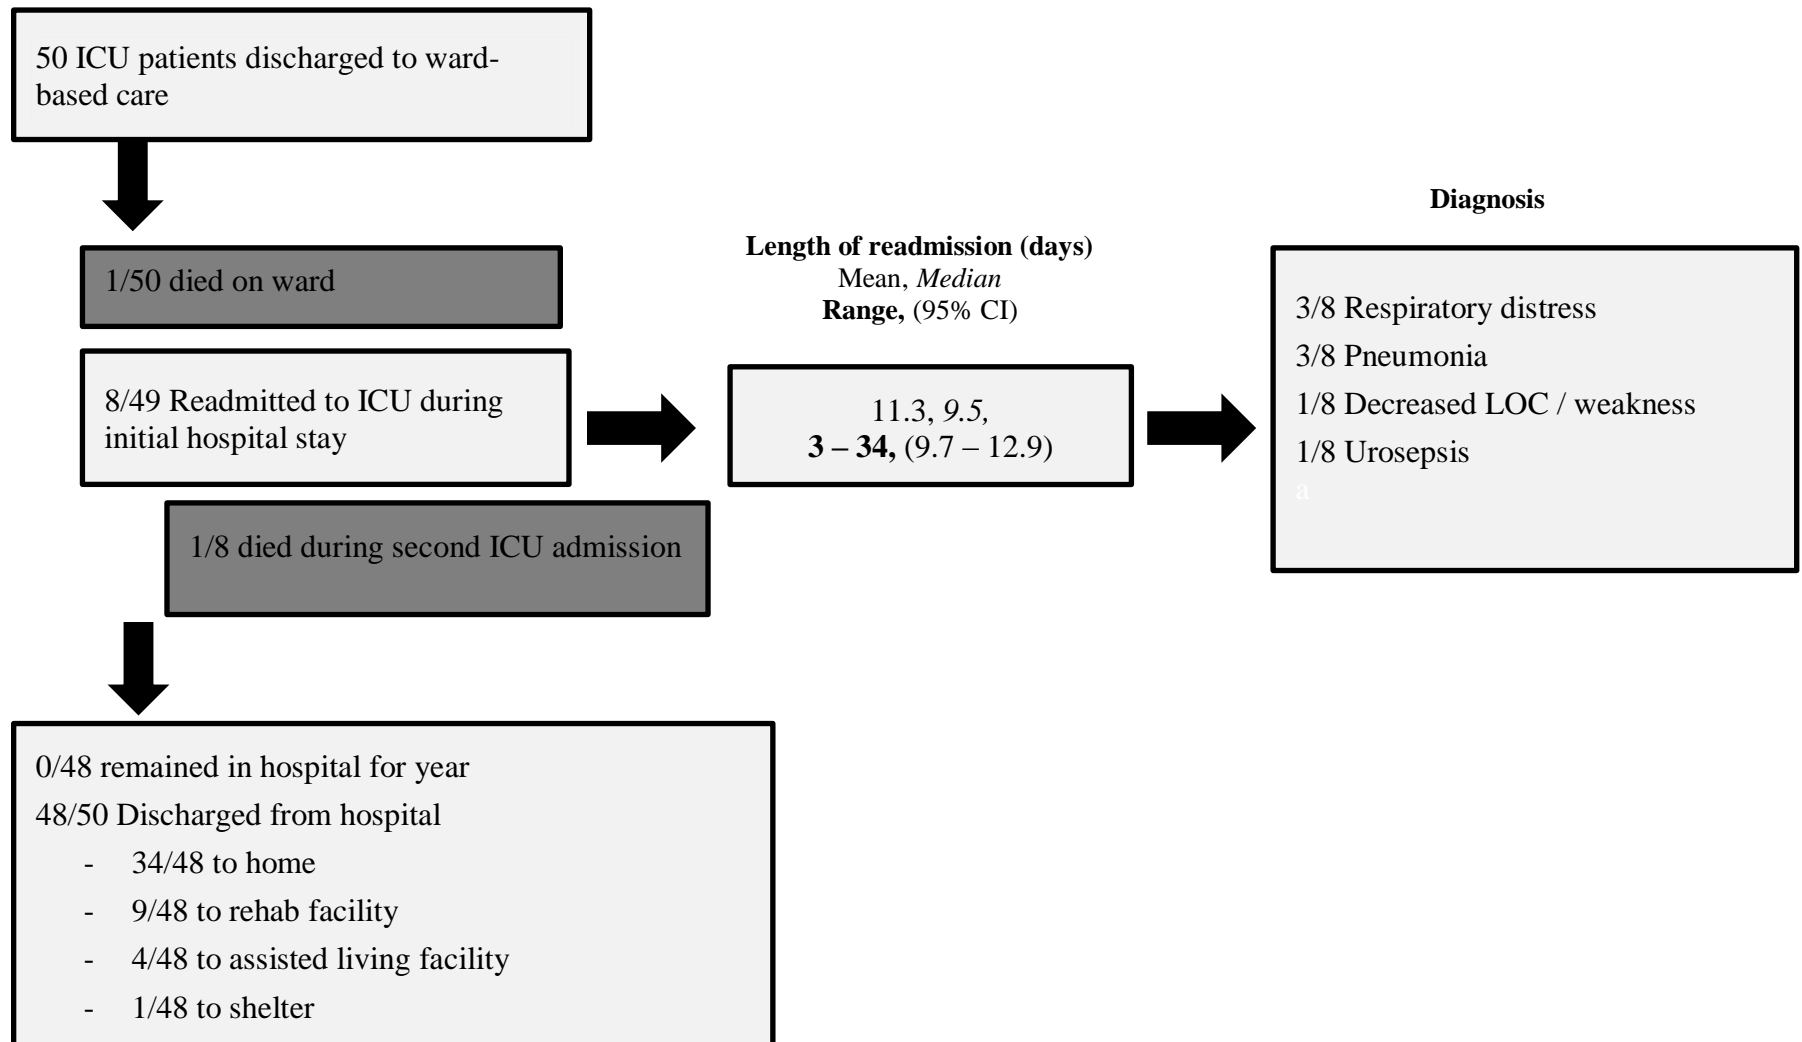 50 ICU patients discharged to ward-
based care
1/50 died on ward
8/49 Readmitted to ICU during
initial hospital stay
Length of readmission (days)
Mean, Median
Range, (95% CI)
11.3, 9.5,
3 – 34, (9.7 – 12.9)
Diagnosis
3/8 Respiratory distress
3/8 Pneumonia
1/8 Decreased LOC / weakness
1/8 Urosepsis
a
1/8 died during second ICU admission
0/48 remained in hospital for year
48/50 Discharged from hospital
- 34/48 to home
- 9/48 to rehab facility
- 4/48 to assisted living facility
- 1/48 to shelter